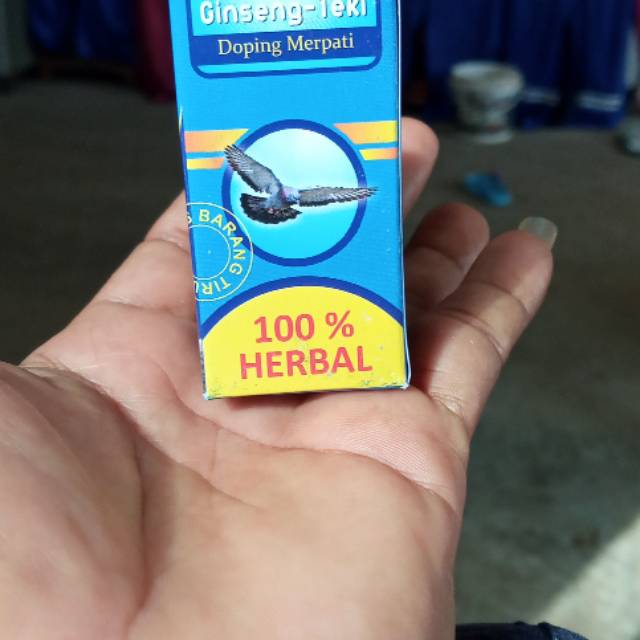 Ginseng-Teki
Doping Merpati
BARANG TIRU
100 %
HERBAL